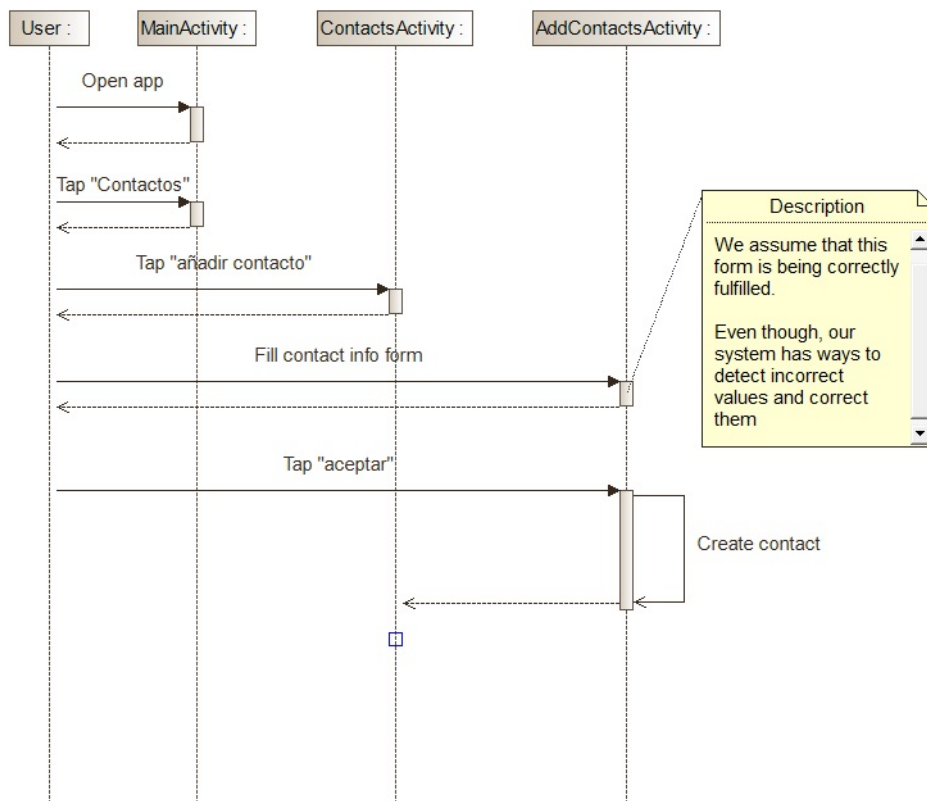 User :
MainActivity :
ContactsActivity :
AddContactsActivity :
Open app
Tap "Contactos"
Tap "añadir contacto"
Fill contact info form
Tap "aceptar"
Create contact
Description
We assume that this
form is being correctly
fulfilled.
Even though, our
system has ways to
detect incorrect
values and correct
them